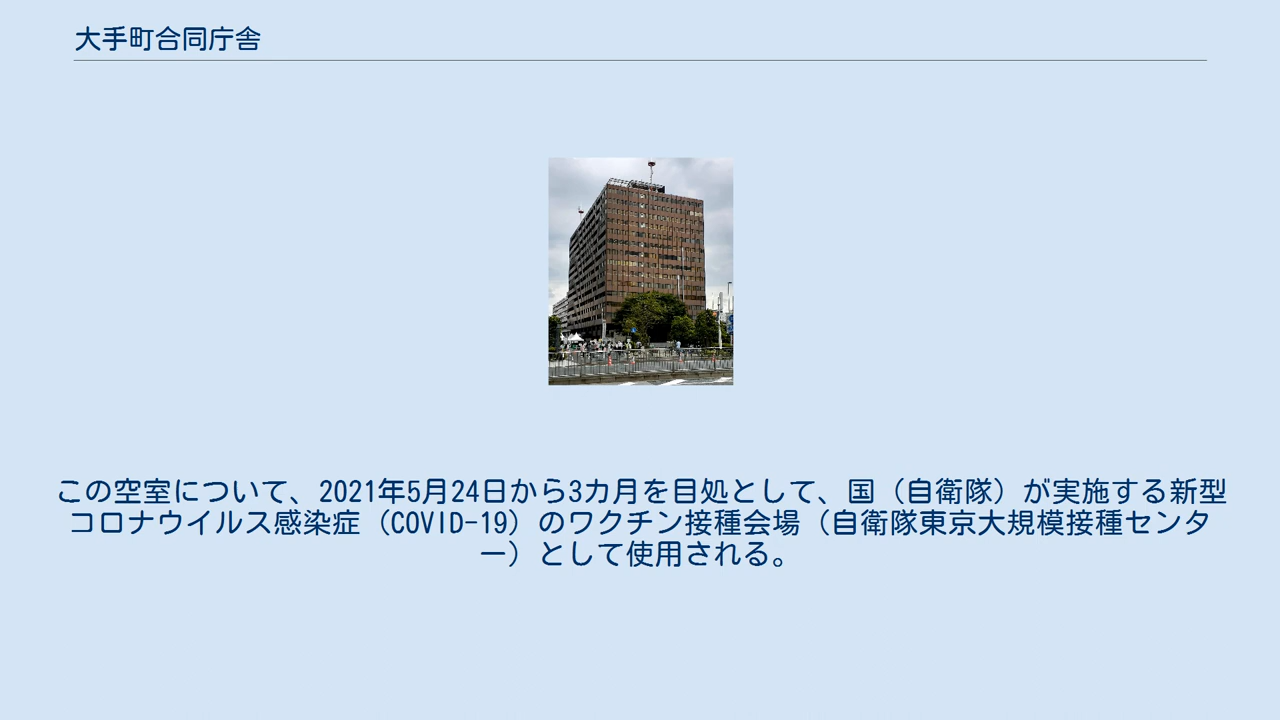 大手町合同庁舎
この空室について、2021年5月24日から3カ月を目処として、国（自衛隊）が実施する新型
コロナウイルス感染症（COVID-19）のワクチン接種会場（自衛隊東京大規模接種センタ
ー）として使用される。